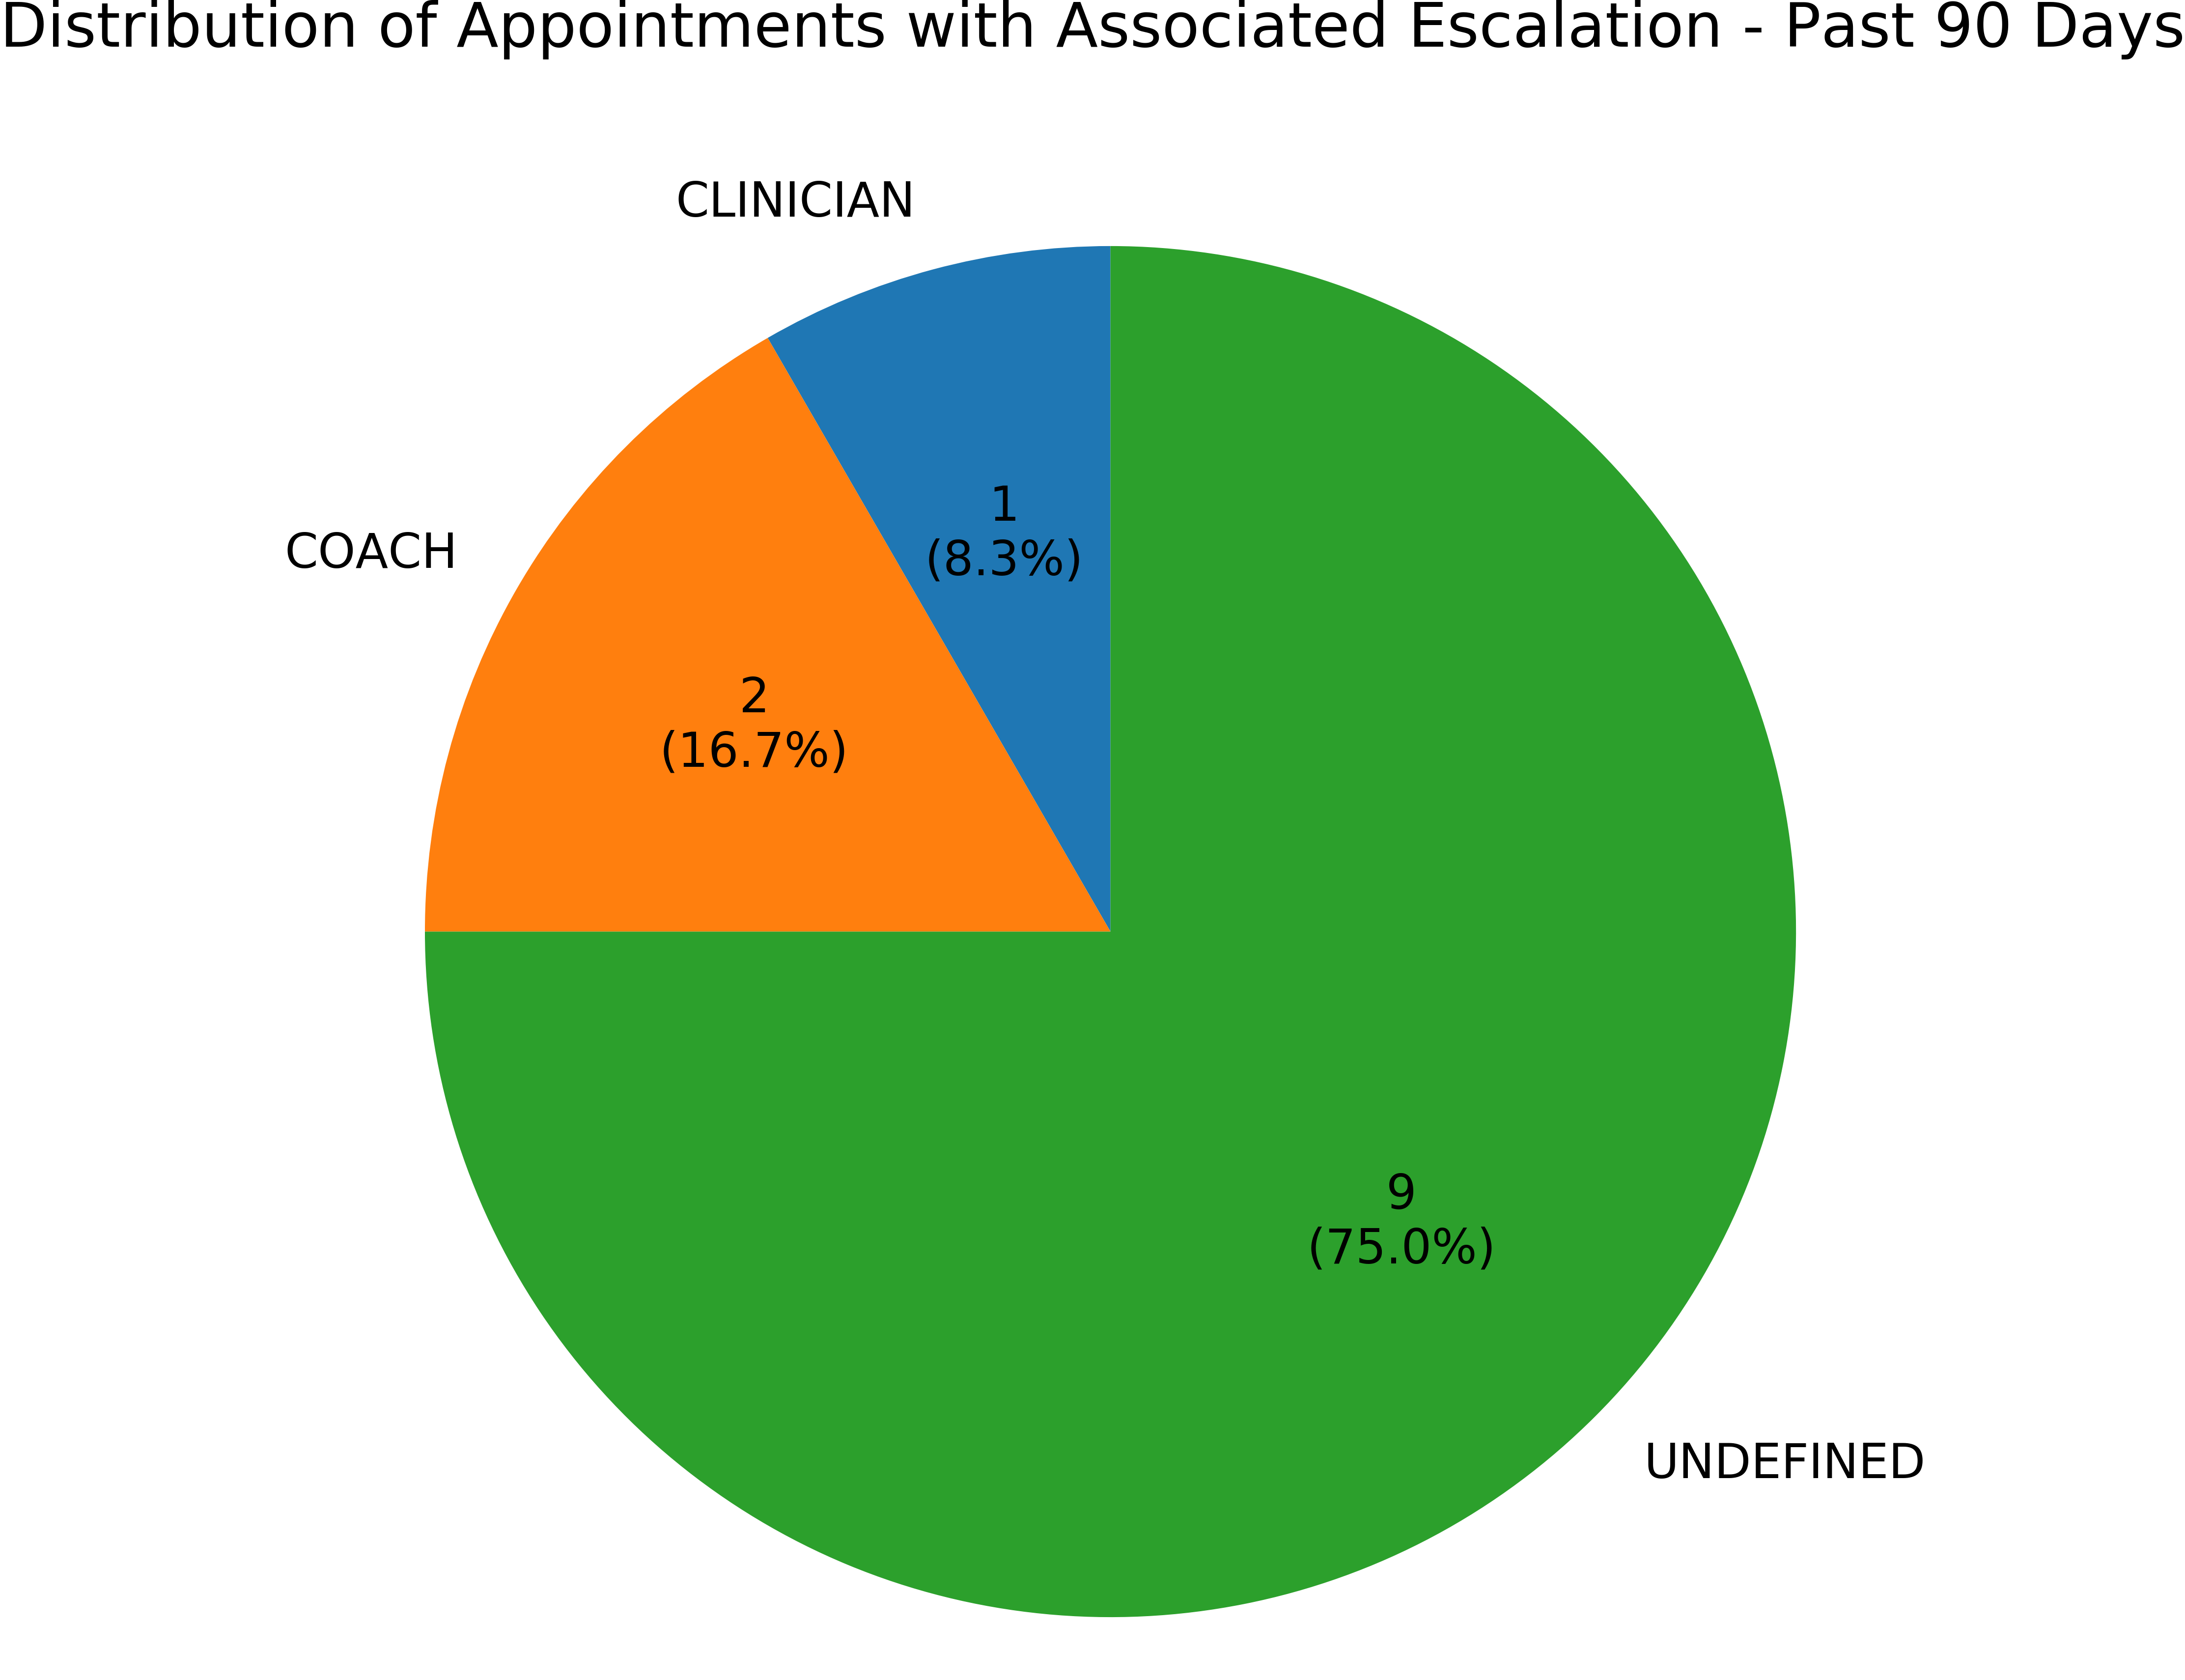 Distribution of Appointments with Associated Escalation - Past 90 Days
CLINICIAN
1
(8.3%)
COACH
2
(16.7%)
9
(75.0%)
UNDEFINED